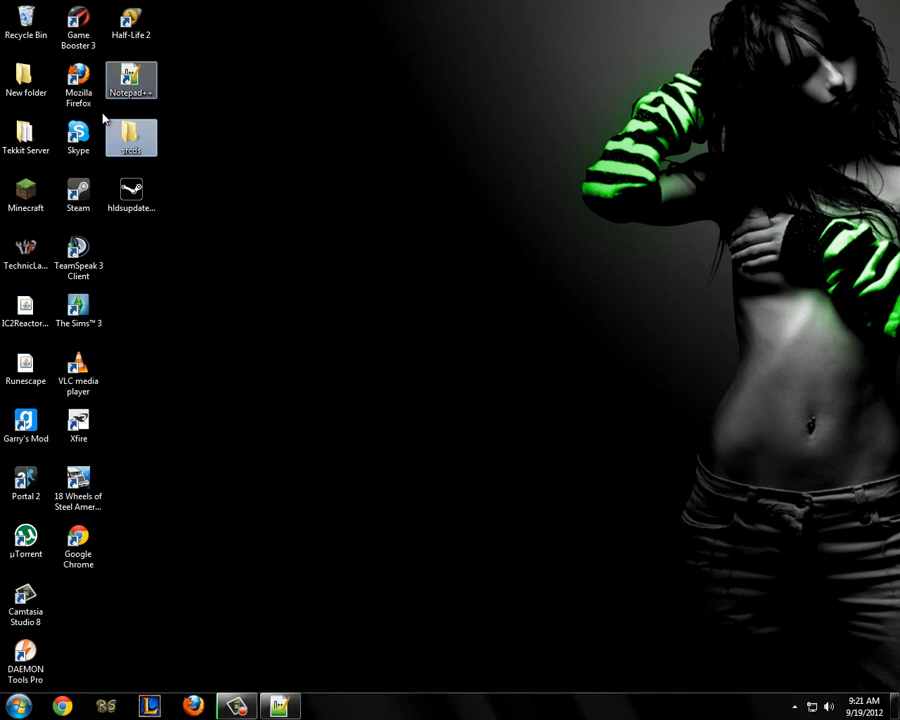 Recycle Bin
Game
Booster 3
Half-Life 2
New folder
Mozilla
Firefox
Notepad++
Tekkit Server
Skype
srcds
Minecraft
Steam
hldsupdate...
TechnicLa...
TeamSpeak 3
Client
IC2Reactor...
The Sims™ 3
Runescape
VLC media
player
Garry's Mod
Xfire
Portal 2
18 Wheels of
Steel Amer...
µTorrent
Google
Chrome
Camtasia
Studio 8
DAEMON
Tools Pro
RS
L
9:21 AM
9/19/2012